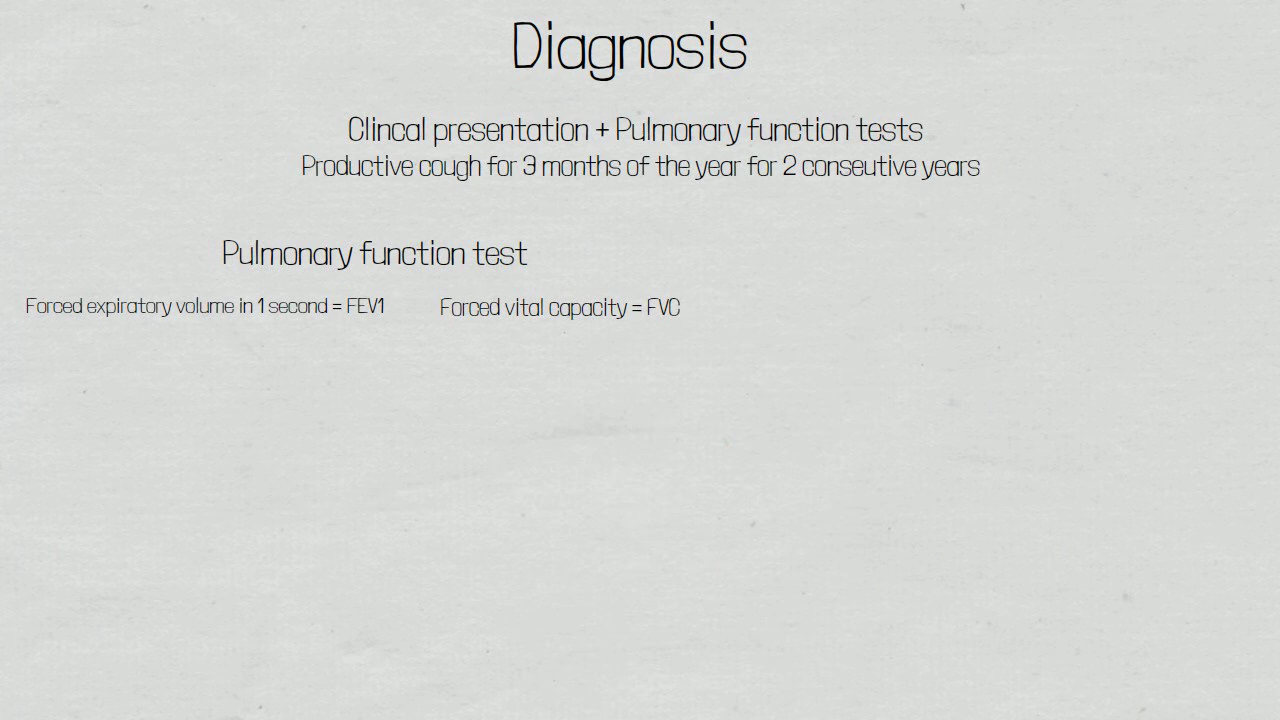 Diagnosis
Clincal presentation + Pulmonary function tests
Productive cough for 3 months of the year for 2 conseutive years
Pulmonary function test
Forced expiratory volume in 1 second = FEV1
Forced vital capacity = FVC